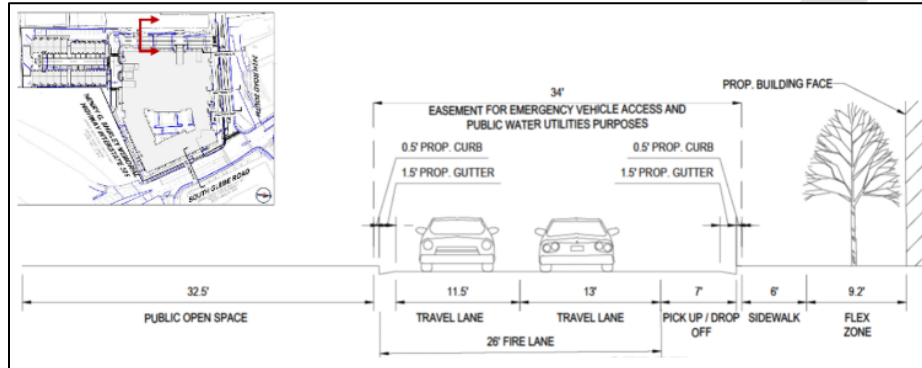 34'
EASEMENT FOR EMERGENCY VEHICLE ACCESS AND
PUBLIC WATER UTILITIES PURPOSES
PROP. BUILDING FACE
0.5' PROP. CURB
0.5' PROP. CURB
1.5' PROP. GUTTER
1.5' PROP. GUTTER
SOUTH GLEBE ROAD
32.5'
11.5'
13'
7'
6'
9.2'
PUBLIC OPEN SPACE
TRAVEL LANE
TRAVEL LANE
PICK UP / DROP
OFF
SIDEWALK
FLEX
ZONE
26' FIRE LANE